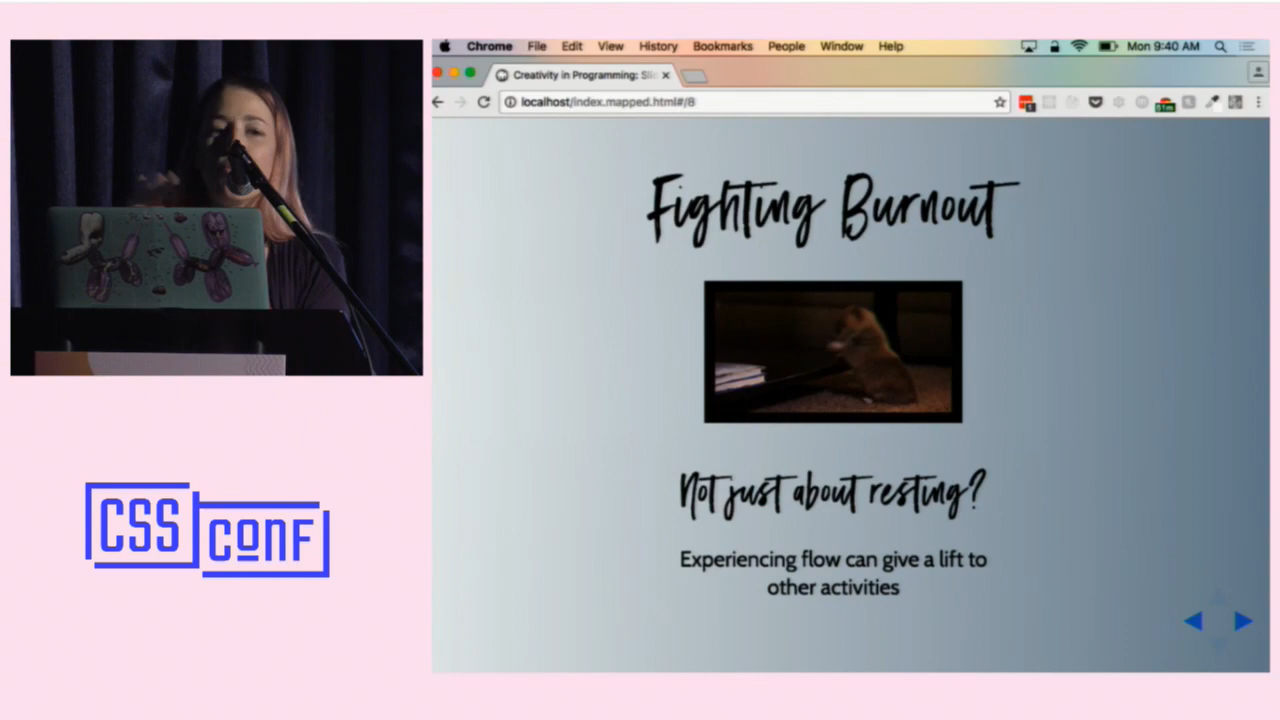 Chrome File Edit View History Bookmarks People Window Help Mon 9:40 AM
Creativity in Programming: Slid
localhost/index.mapped.html#/8
Fighting Burnout
Not just about resting?
Experiencing flow can give a lift to
other activities
CSS
CONF